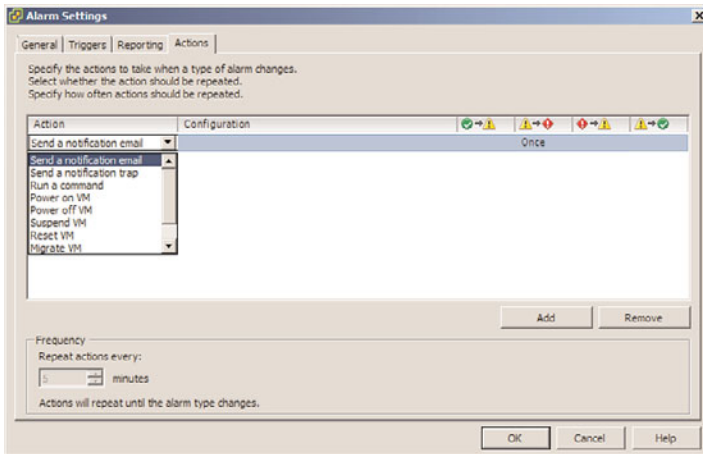 Alarm Settings
General Triggers Reporting Actions
Specify the actions to take when a type of alarm changes.
Select whether the action should be repeated.
Specify how often actions should be repeated.
Action Configuration
Send a notification email Once
Send a notification email
Send a notification trap
Run a command
Power on VM
Power off VM
Suspend VM
Reset VM
Migrate VM
Add Remove
Frequency
Repeat actions every:
5 minutes
Actions will repeat until the alarm type changes.
OK Cancel Help